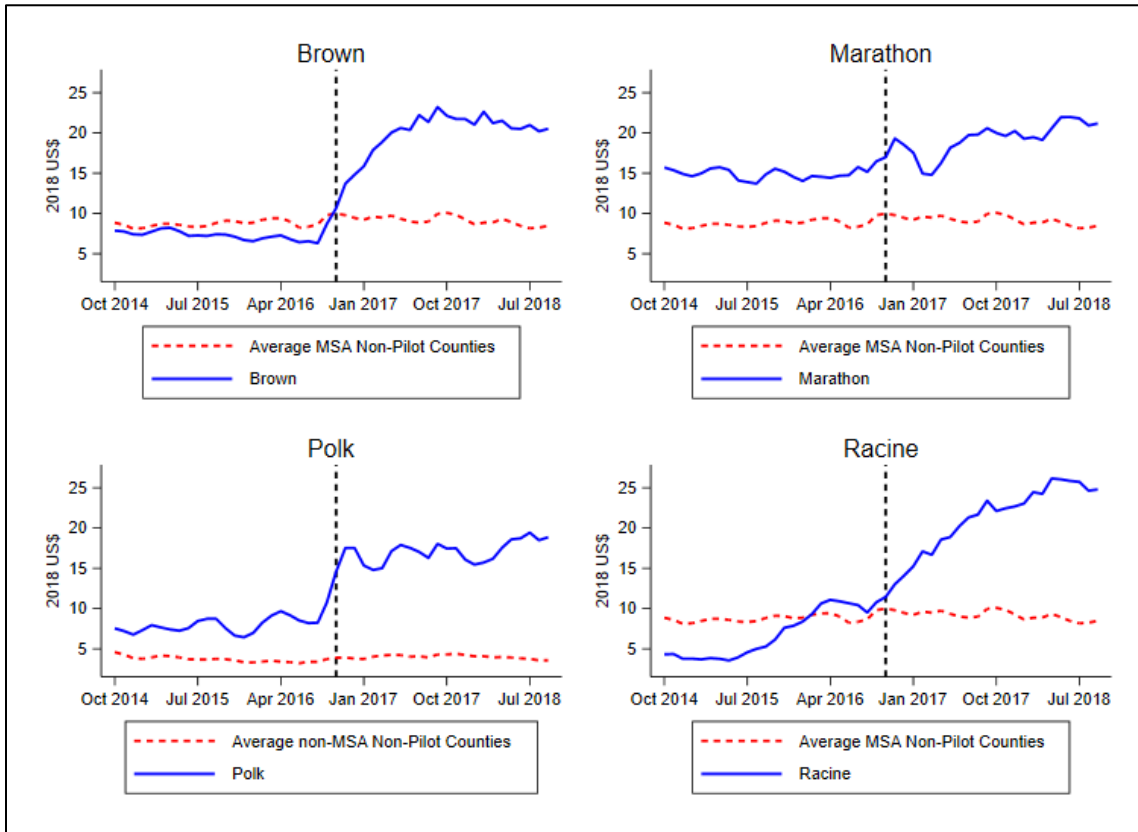 Brown
2018 US$
25
20
15
10
5
Oct 2014 Jul 2015 Apr 2016 Jan 2017 Oct 2017 Jul 2018
Average MSA Non-Pilot Counties
Brown
Marathon
2018 US$
25
20
15
10
5
Oct 2014 Jul 2015 Apr 2016 Jan 2017 Oct 2017 Jul 2018
Average MSA Non-Pilot Counties
Marathon
Polk
2018 US$
25
20
15
10
5
Oct 2014 Jul 2015 Apr 2016 Jan 2017 Oct 2017 Jul 2018
Average non-MSA Non-Pilot Counties
Polk
Racine
2018 US$
25
20
15
10
5
Oct 2014 Jul 2015 Apr 2016 Jan 2017 Oct 2017 Jul 2018
Average MSA Non-Pilot Counties
Racine